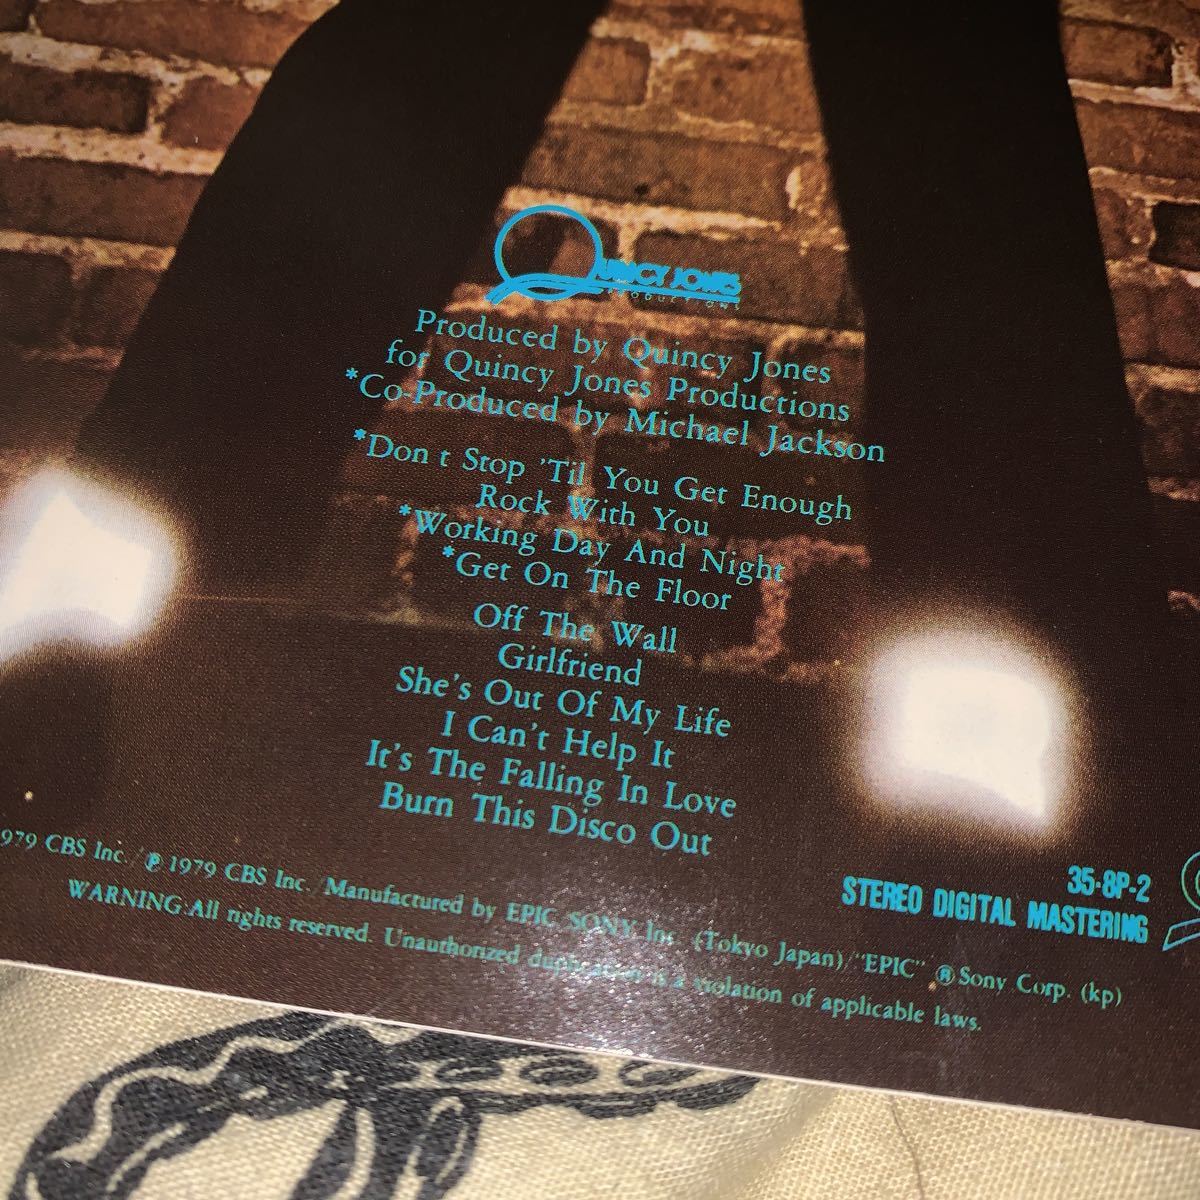 QUINCY JONES
PRODUCTIONS
Produced by Quincy Jones
for Quincy Jones Productions
*Co-Produced by Michael Jackson
*Don t Stop 'Til You Get Enough
Rock With You
*Working Day And Night
*Get On The Floor
Off The Wall
Girlfriend
She's Out Of My Life
I Can't Help It
It's The Falling In Love
Burn This Disco Out
35·8P-2
STEREO DIGITAL MASTERING
979 CBS Inc./℗ 1979 CBS Inc./Manufactured by EPIC SONY Inc. (Tokyo Japan)/"EPIC" ® Sony Corp. (kp)
WARNING:All rights reserved. Unauthorized duplication is a violation of applicable laws.